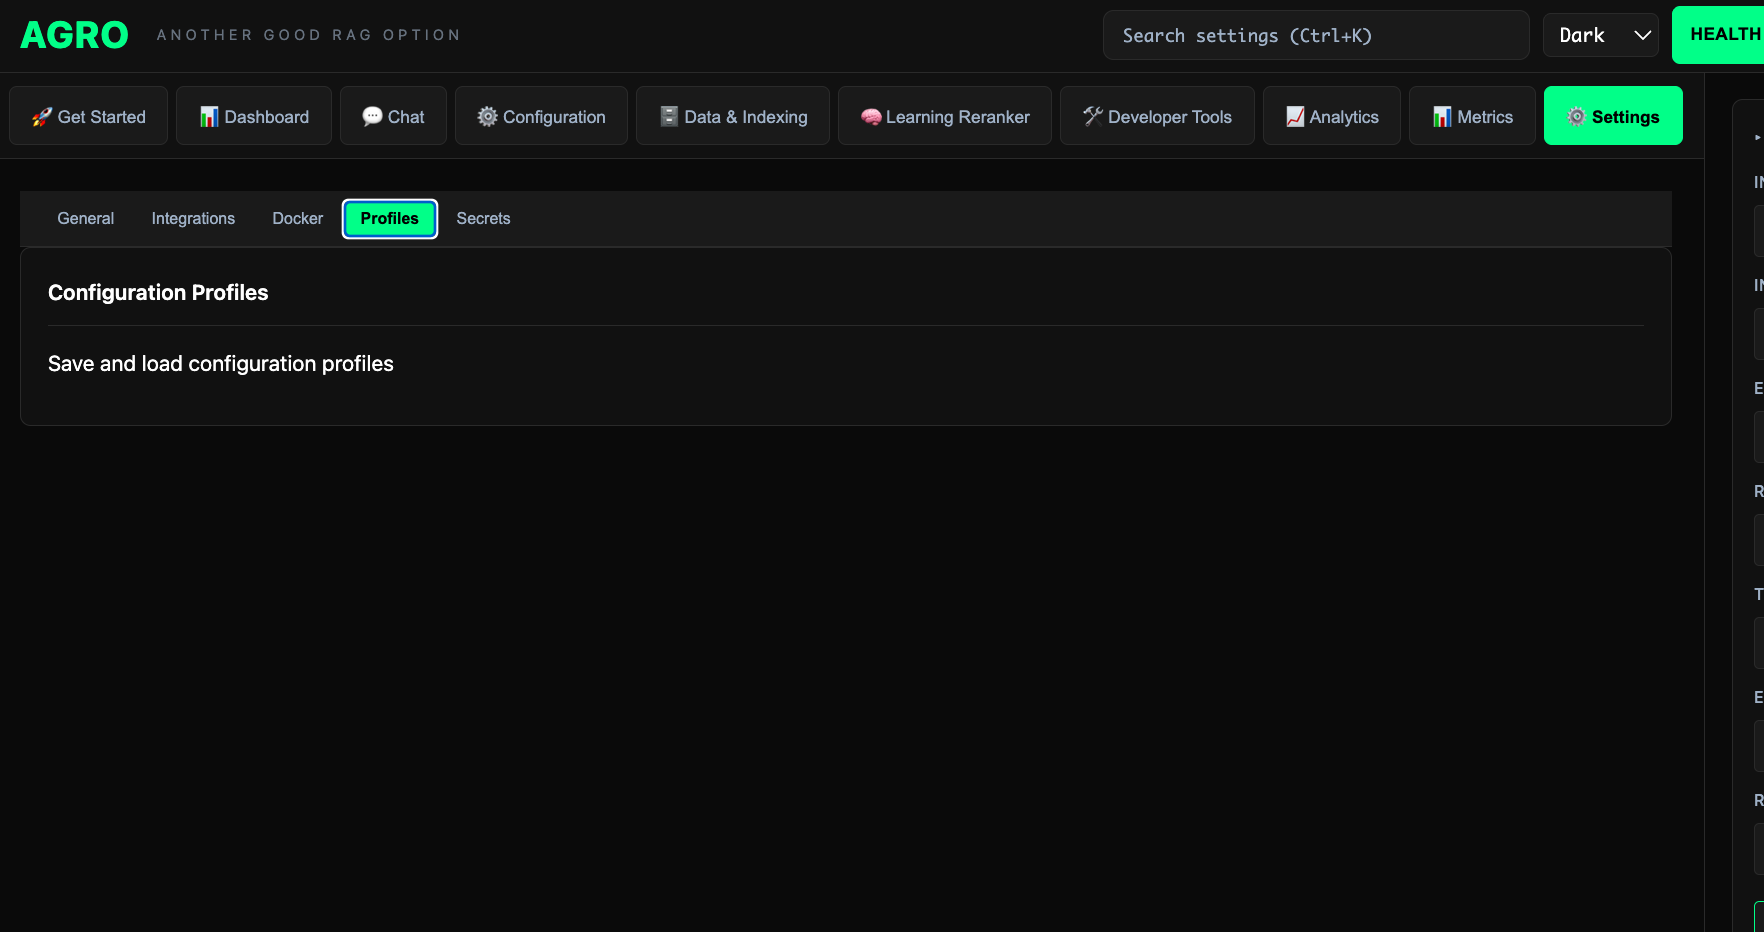 AGRO
ANOTHER GOOD RAG OPTION
Search settings (Ctrl+K)
Dark
HEALTH
Get Started
Dashboard
Chat
Configuration
Data & Indexing
Learning Reranker
Developer Tools
Analytics
Metrics
Settings
General
Integrations
Docker
Profiles
Secrets
Configuration Profiles
Save and load configuration profiles